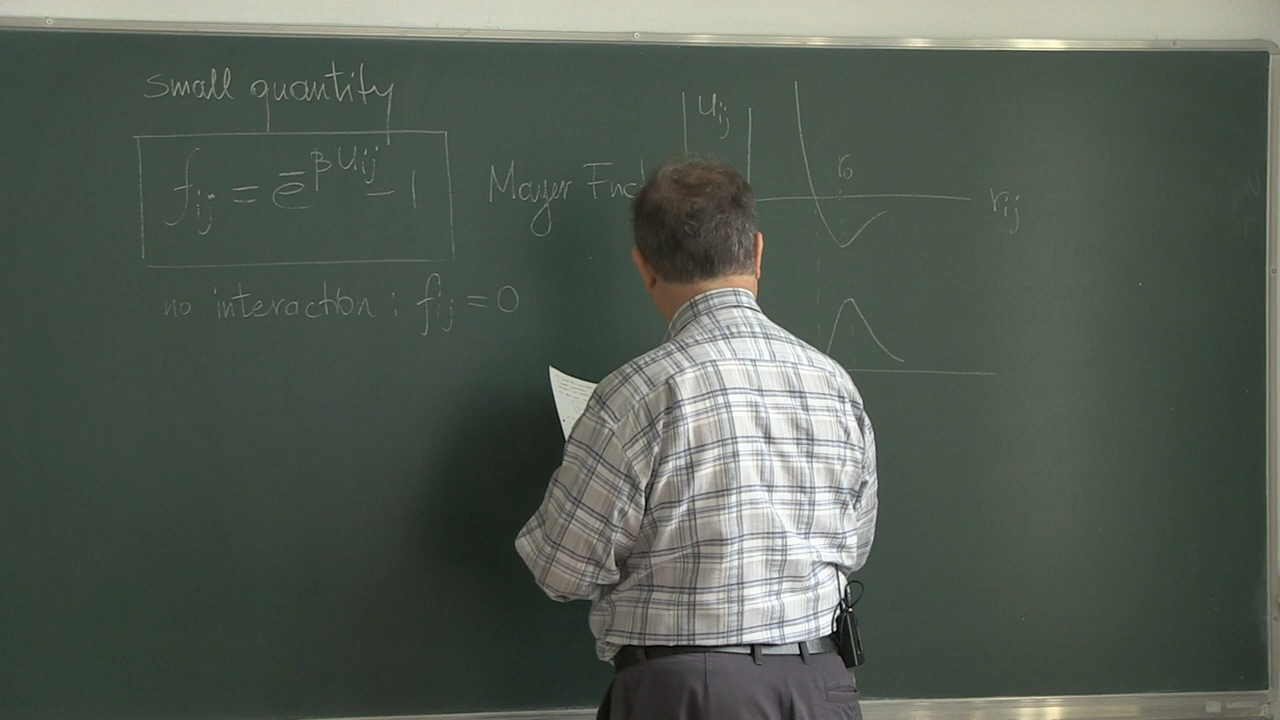 small quantity
f_ij = e^-βU_ij - 1
Mayer Fnc
no interaction : f_ij = 0
U_ij
r_0
r_ij